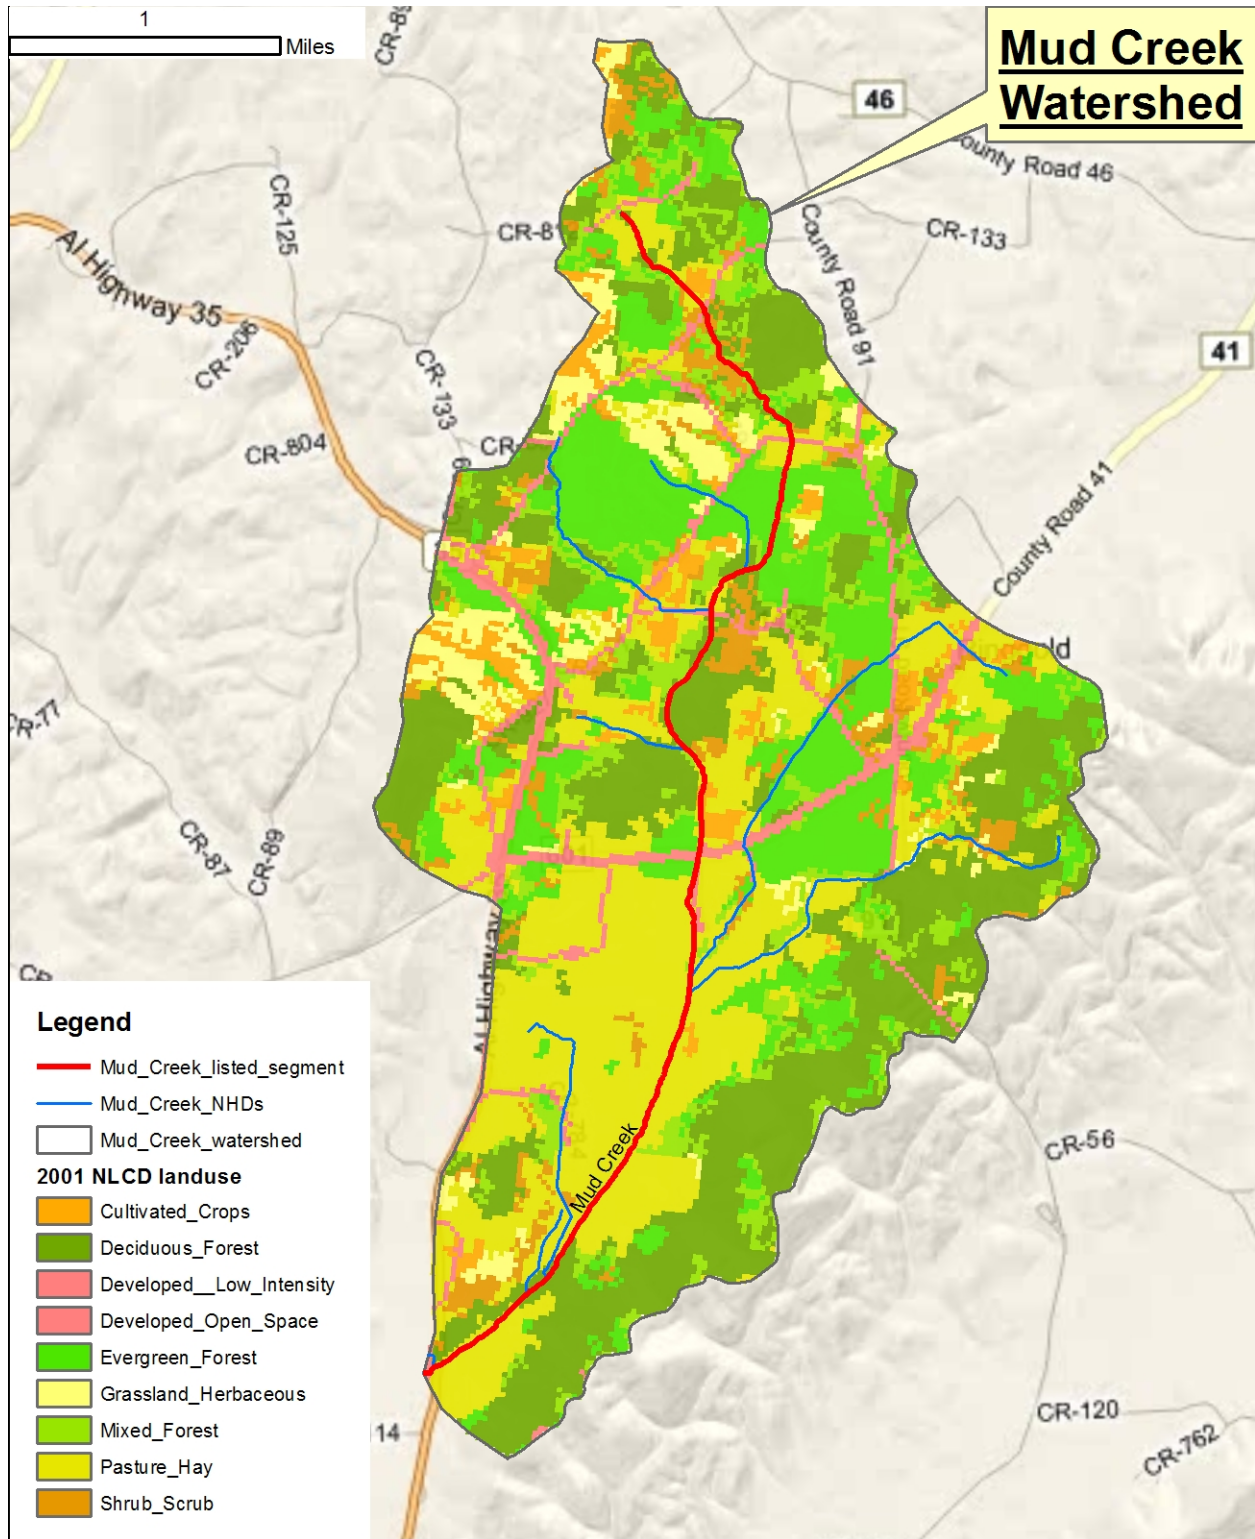 1
Miles
Mud Creek
Watershed
46
County Road 46
CR-125
CR-133
County Road 91
Al Highway 35
CR-206
CR-133
41
CR-804
County Road 41
CR-77
CR-87
CR-89
Al Highway
Mud Creek
CR-56
CR-120
CR-762
14
Legend
Mud_Creek_listed_segment
Mud_Creek_NHDs
Mud_Creek_watershed
2001 NLCD landuse
Cultivated_Crops
Deciduous_Forest
Developed__Low_Intensity
Developed_Open_Space
Evergreen_Forest
Grassland_Herbaceous
Mixed_Forest
Pasture_Hay
Shrub_Scrub